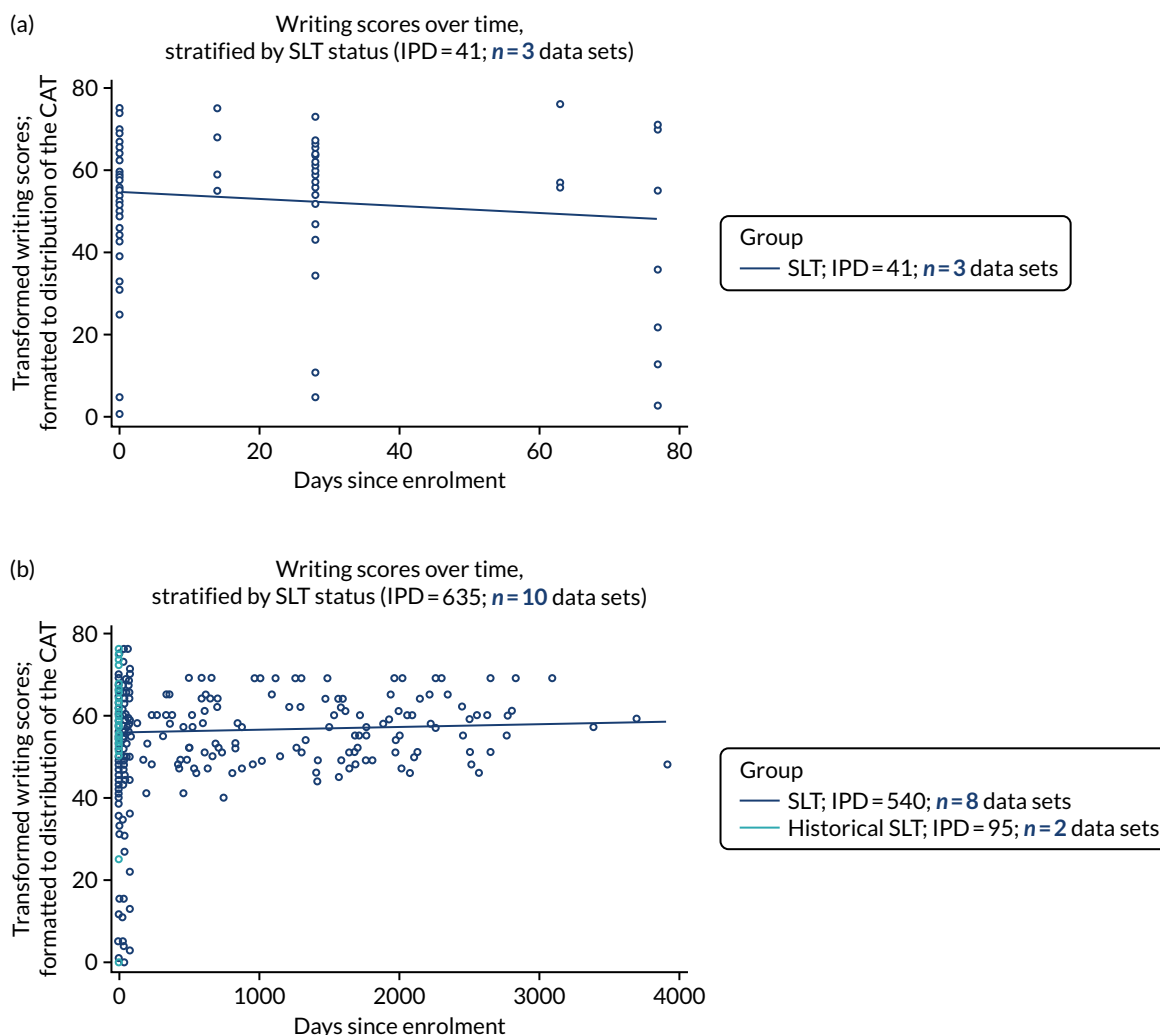 (a)
Writing scores over time,
stratified by SLT status (IPD = 41; n = 3 data sets)
Transformed writing scores;
formatted to distribution of the CAT
80
60
40
20
0
0 20 40 60 80
Days since enrolment
Group
SLT; IPD = 41; n = 3 data sets
(b)
Writing scores over time,
stratified by SLT status (IPD = 635; n = 10 data sets)
Transformed writing scores;
formatted to distribution of the CAT
80
60
40
20
0
0 1000 2000 3000 4000
Days since enrolment
Group
SLT; IPD = 540; n = 8 data sets
Historical SLT; IPD = 95; n = 2 data sets